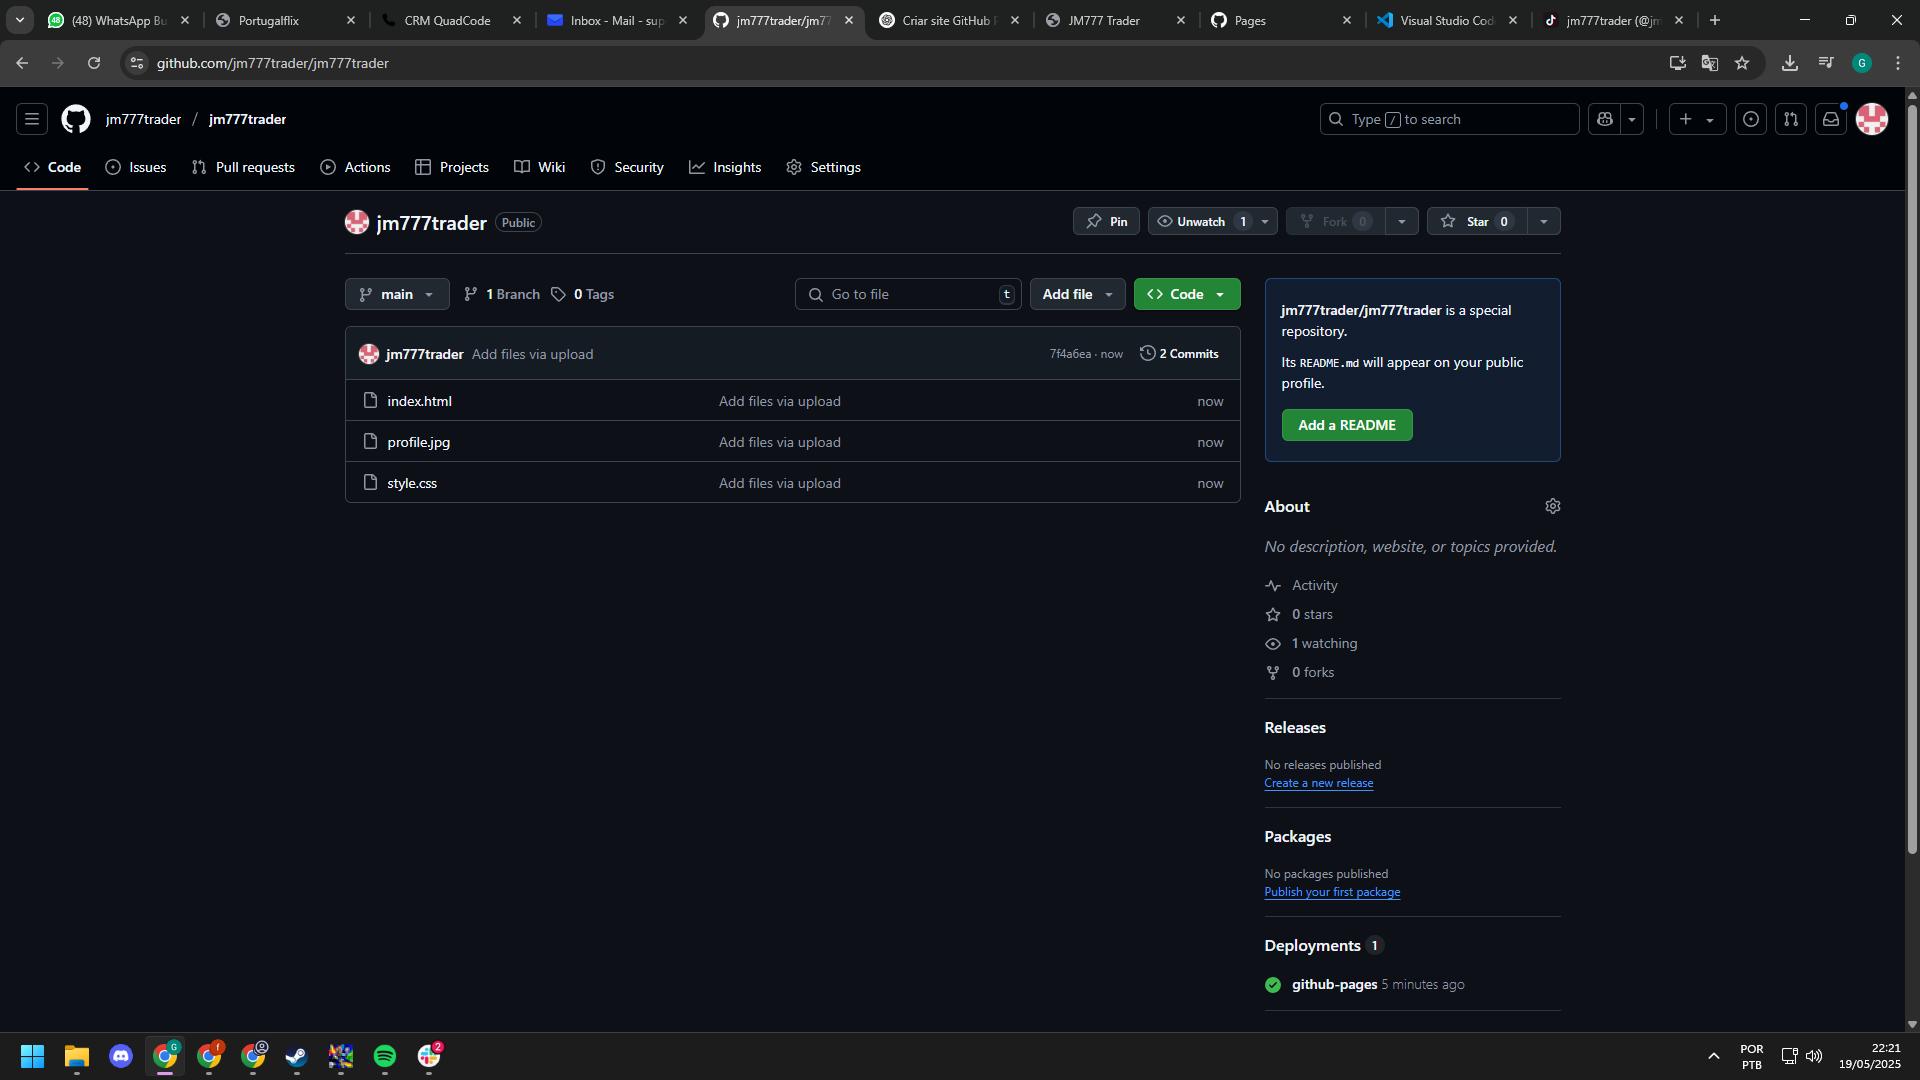 48
(48) WhatsApp Bu
Portugalflix
CRM QuadCode
Inbox - Mail - sup
jm777trader/jm77
Criar site GitHub P
JM777 Trader
Pages
Visual Studio Cod
jm777trader (@jm
github.com/jm777trader/jm777trader
G
jm777trader / jm777trader
Type / to search
Code
Issues
Pull requests
Actions
Projects
Wiki
Security
Insights
Settings
jm777trader Public
Pin
Unwatch 1
Fork 0
Star 0
main
1 Branch
0 Tags
Go to file t
Add file
Code
jm777trader Add files via upload 7f4a6ea · now 2 Commits
index.html Add files via upload now
profile.jpg Add files via upload now
style.css Add files via upload now
jm777trader/jm777trader is a special
repository.
Its README.md will appear on your public
profile.
Add a README
About
No description, website, or topics provided.
Activity
0 stars
1 watching
0 forks
Releases
No releases published
Create a new release
Packages
No packages published
Publish your first package
Deployments 1
github-pages 5 minutes ago
G
f
2
POR
PTB
22:21
19/05/2025